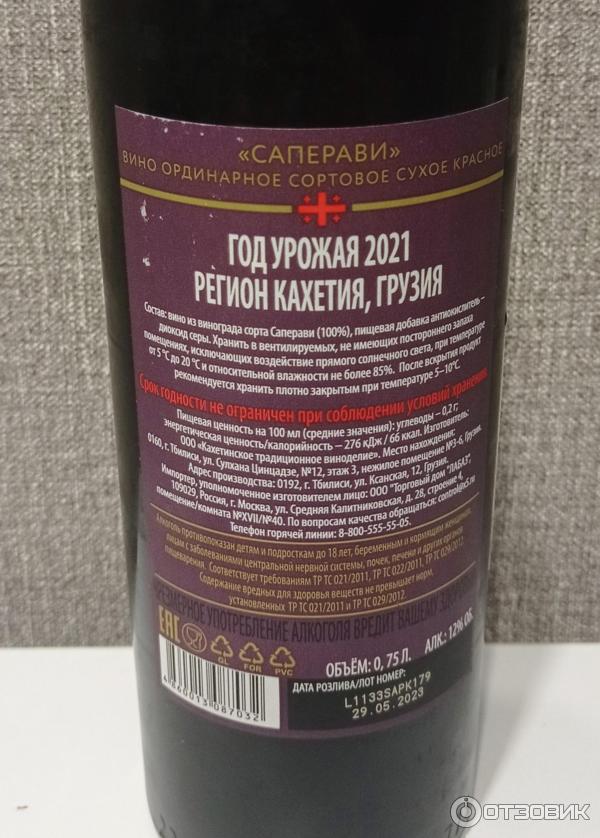 «САПЕРАВИ»
ВИНО ОРДИНАРНОЕ СОРТОВОЕ СУХОЕ КРАСНОЕ
ГОД УРОЖАЯ 2021
РЕГИОН КАХЕТИЯ, ГРУЗИЯ
Состав: вино из винограда сорта Саперави (100%), пищевая добавка антиокислитель –
диоксид серы. Хранить в вентилируемых, не имеющих постороннего запаха
помещениях, исключающих воздействие прямого солнечного света, при температуре
от 5 °С до 20 °С и относительной влажности не более 85%. После вскрытия продукт
рекомендуется хранить плотно закрытым при температуре 5–10°С.
Срок годности не ограничен при соблюдении условий хранения.
Пищевая ценность на 100 мл (средние значения): углеводы – 0,2 г;
энергетическая ценность/калорийность – 276 кДж / 66 ккал. Изготовитель:
ООО «Кахетинское традиционное виноделие». Место нахождения:
0160, г. Тбилиси, ул. Сулхана Цинцадзе, №12, этаж 3, нежилое помещение №3-6, Грузия.
Адрес производства: 0192, г. Тбилиси, ул. Ксанская, 12, Грузия.
Импортер, уполномоченное изготовителем лицо: ООО "Торговый дом "ЛАБАЗ",
109029, Россия, г. Москва, ул. Средняя Калитниковская, д. 28, строение 4,
помещение/комната №XVII/№40. По вопросам качества обращаться: control@x5.ru
Телефон горячей линии: 8-800-555-55-05.
Алкоголь противопоказан детям и подросткам до 18 лет, беременным и кормящим женщинам,
лицам с заболеваниями центральной нервной системы, почек, печени и других органов
пищеварения. Соответствует требованиям ТР ТС 021/2011, ТР ТС 022/2011, ТР ТС 029/2012.
Содержание вредных для здоровья веществ не превышает норм,
установленных ТР ТС 021/2011 и ТР ТС 029/2012.
ЧРЕЗМЕРНОЕ УПОТРЕБЛЕНИЕ АЛКОГОЛЯ ВРЕДИТ ВАШЕМУ ЗДОРОВЬЮ
EAC
GL FOR PVC
ОБЪЁМ: 0,75 Л. АЛК.: 12% ОБ.
ДАТА РОЗЛИВА/ЛОТ НОМЕР:
L1133SAPK179
29.05.2023
4 860013 087032
ОТЗОВИК